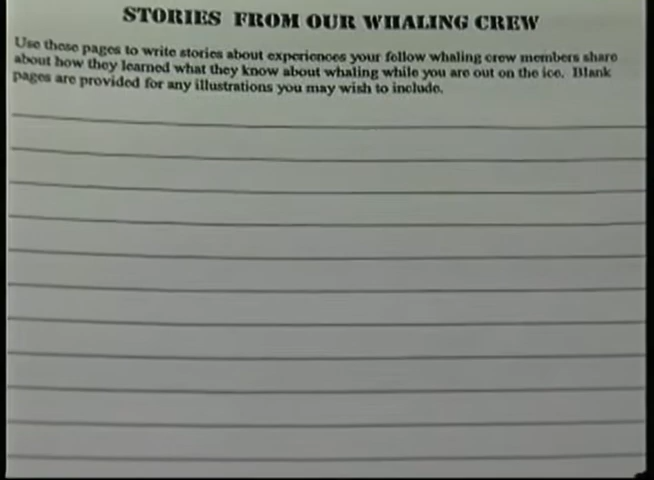 STORIES FROM OUR WHALING CREW
Use these pages to write stories about experiences your fellow whaling crew members share
about how they learned what they know about whaling while you are out on the ice. Blank
pages are provided for any illustrations you may wish to include.